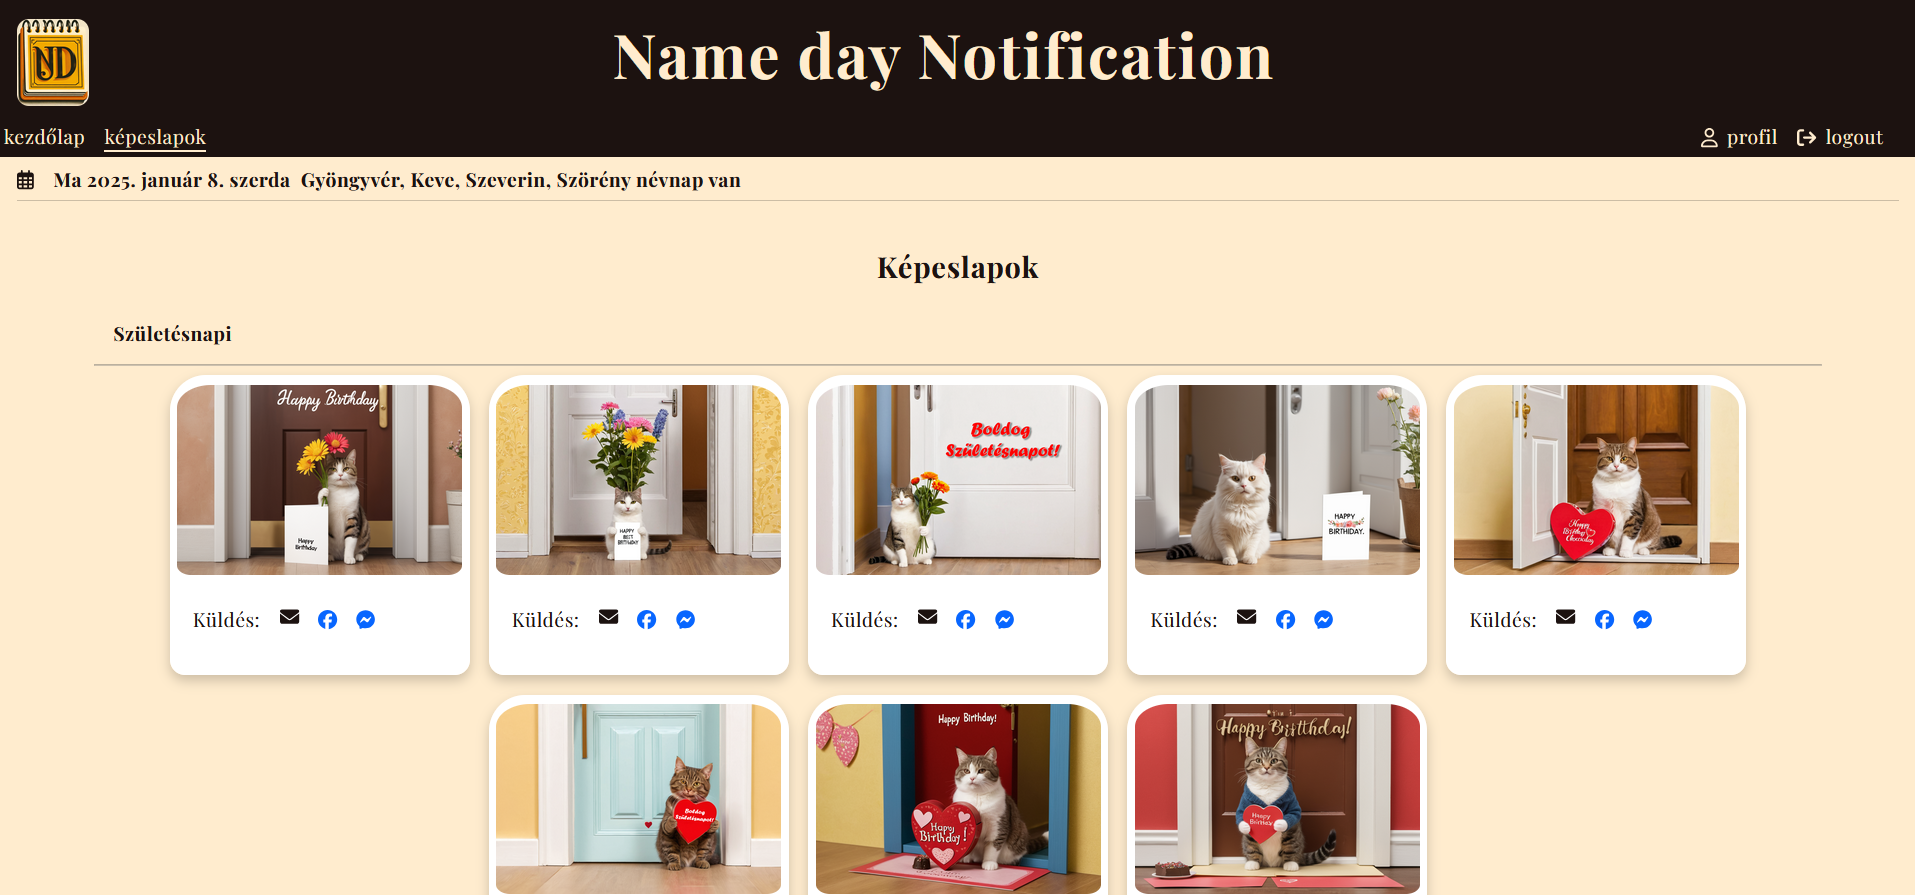 ND
Name day Notification
kezdőlap képeslapok
profil logout
Ma 2025. január 8. szerda Gyöngyvér, Keve, Szeverin, Szörény névnap van
Képeslapok
Születésnapi
Happy Birthday
Happy
Birthday
HAPPY
BEST
BIRTHDAY
Boldog
Születésnapot!
HAPPY
BIRTHDAY.
Happy
Birthday
Küldés:
Küldés:
Küldés:
Küldés:
Küldés:
Boldog
Születésnapot!
Happy Birthday!
Happy
Birthday!
Happy Birtthday!
Happy
Birthday